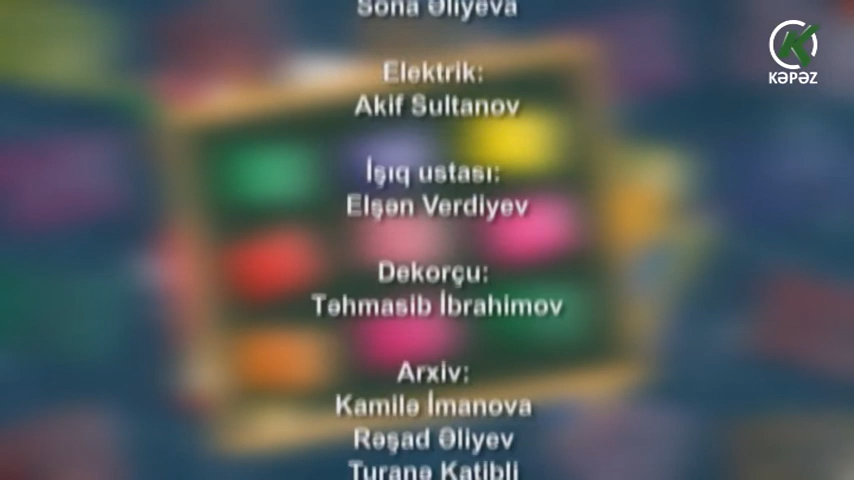 Sona Əliyeva
KƏPƏZ
Elektrik:
Akif Sultanov
İşıq ustası:
Elşən Verdiyev
Dekorçu:
Təhmasib İbrahimov
Arxiv:
Kamilə İmanova
Rəşad Əliyev
Turanə Katibli